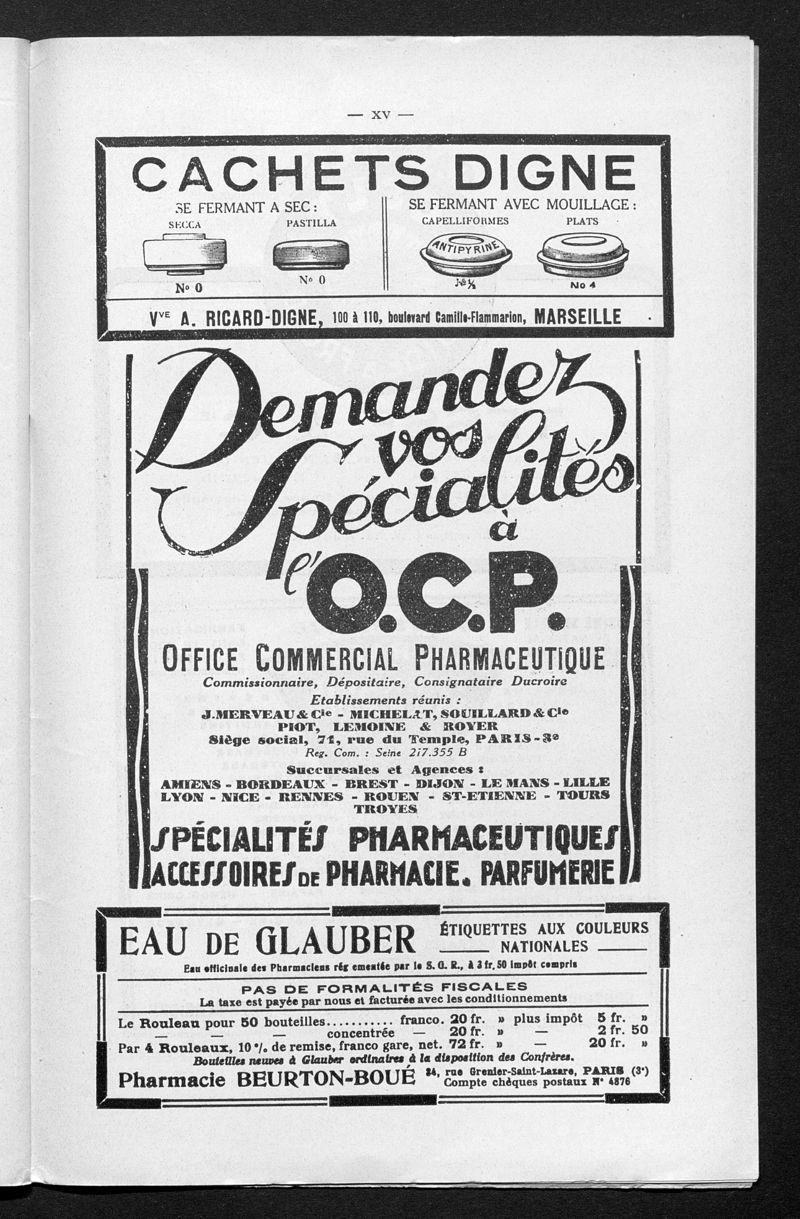 — XV —
CACHETS DIGNE
SE FERMANT A SEC :
SECCA
PASTILLA
No 0
No 0
SE FERMANT AVEC MOUILLAGE :
CAPELLIFORMES
PLATS
ANTIPYRINE
No ½
No 4
Vve A. RICARD-DIGNE, 100 à 110, boulevard Camille-Flammarion, MARSEILLE
Demandez
vos
Spécialités
à
l'O.C.P.
OFFICE COMMERCIAL PHARMACEUTIQUE
Commissionnaire, Dépositaire, Consignataire Ducroire
Etablissements réunis :
J. MERVEAU & Cie - MICHELAT, SOUILLARD & Cie
PIOT, LEMOINE & ROYER
Siège social, 71, rue du Temple, PARIS-3e
Reg. Com. : Seine 217.355 B
Succursales et Agences :
AMIENS - BORDEAUX - BREST - DIJON - LE MANS - LILLE
LYON - NICE - RENNES - ROUEN - ST-ETIENNE - TOURS
TROYES
SPÉCIALITÉS PHARMACEUTIQUES
ACCESSOIRES DE PHARMACIE. PARFUMERIE
EAU DE GLAUBER
ÉTIQUETTES AUX COULEURS
NATIONALES
Eau officinale des Pharmaciens rég ementée par le S. G. R., à 3 fr. 50 impôt compris
PAS DE FORMALITÉS FISCALES
La taxe est payée par nous et facturée avec les conditionnements
Le Rouleau pour 50 bouteilles........... franco. 20 fr. » plus impôt 5 fr. »
— — — concentrée — 20 fr. » — 2 fr. 50
Par 4 Rouleaux, 10 % de remise, franco gare, net. 72 fr. » — 20 fr. »
Bouteilles neuves à Glauber ordinaires à la disposition des Confrères.
Pharmacie BEURTON-BOUÉ 34, rue Grenier-Saint-Lazare, PARIS (3e)
Compte chèques postaux N° 4876